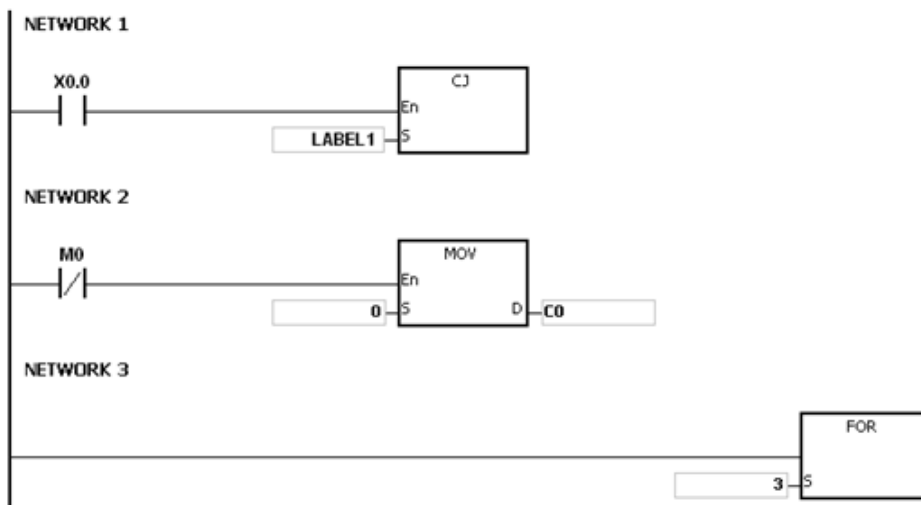 NETWORK 1
X0.0
CJ
En
LABEL1 S
NETWORK 2
M0
MOV
En
0 S D C0
NETWORK 3
FOR
3 S